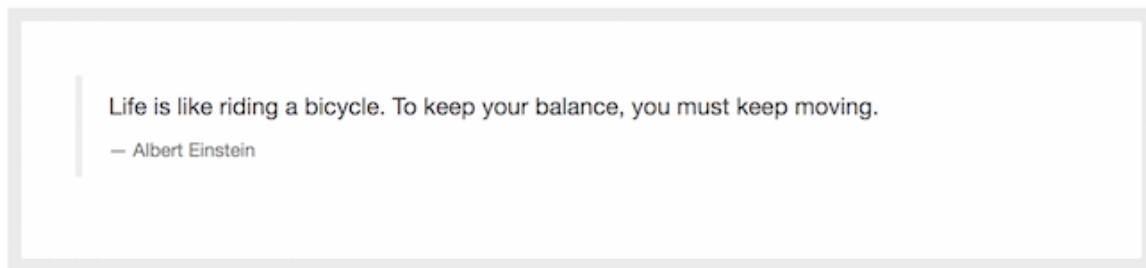 Life is like riding a bicycle. To keep your balance, you must keep moving.
— Albert Einstein